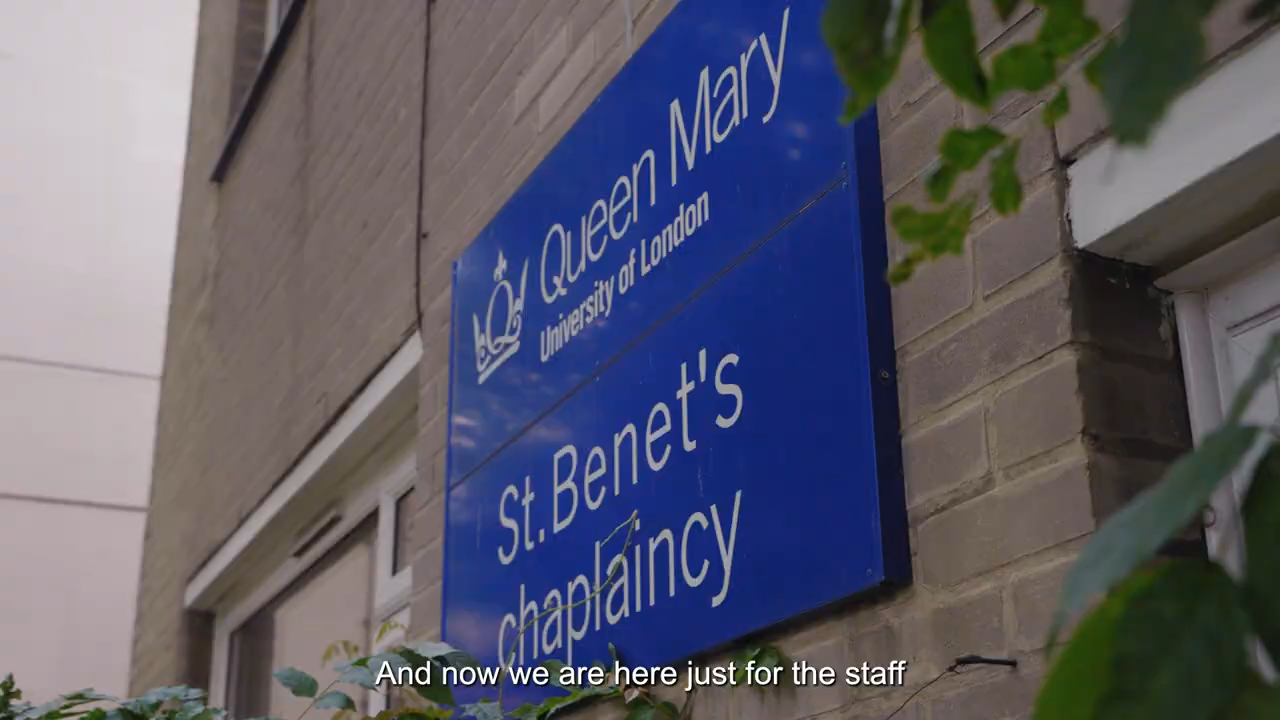 Queen Mary
University of London
St. Benet's
chaplaincy
And now we are here just for the staff